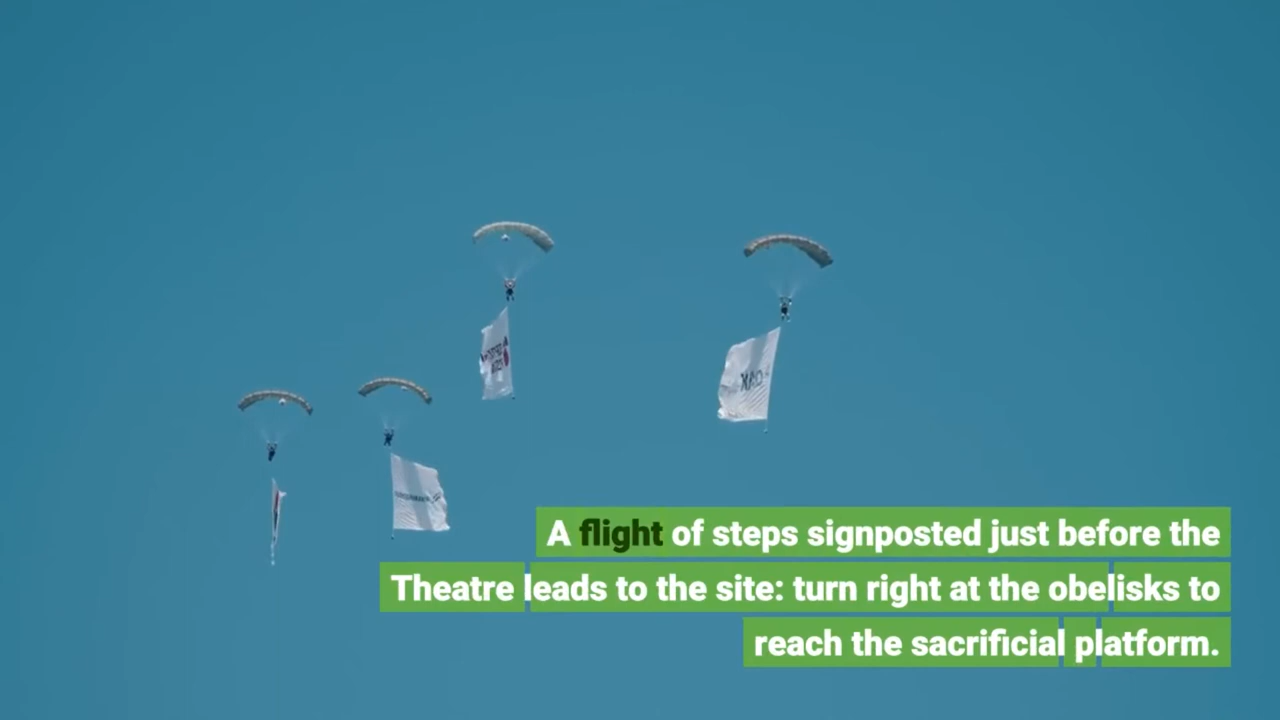 A flight of steps signposted just before the
Theatre leads to the site: turn right at the obelisks to
reach the sacrificial platform.